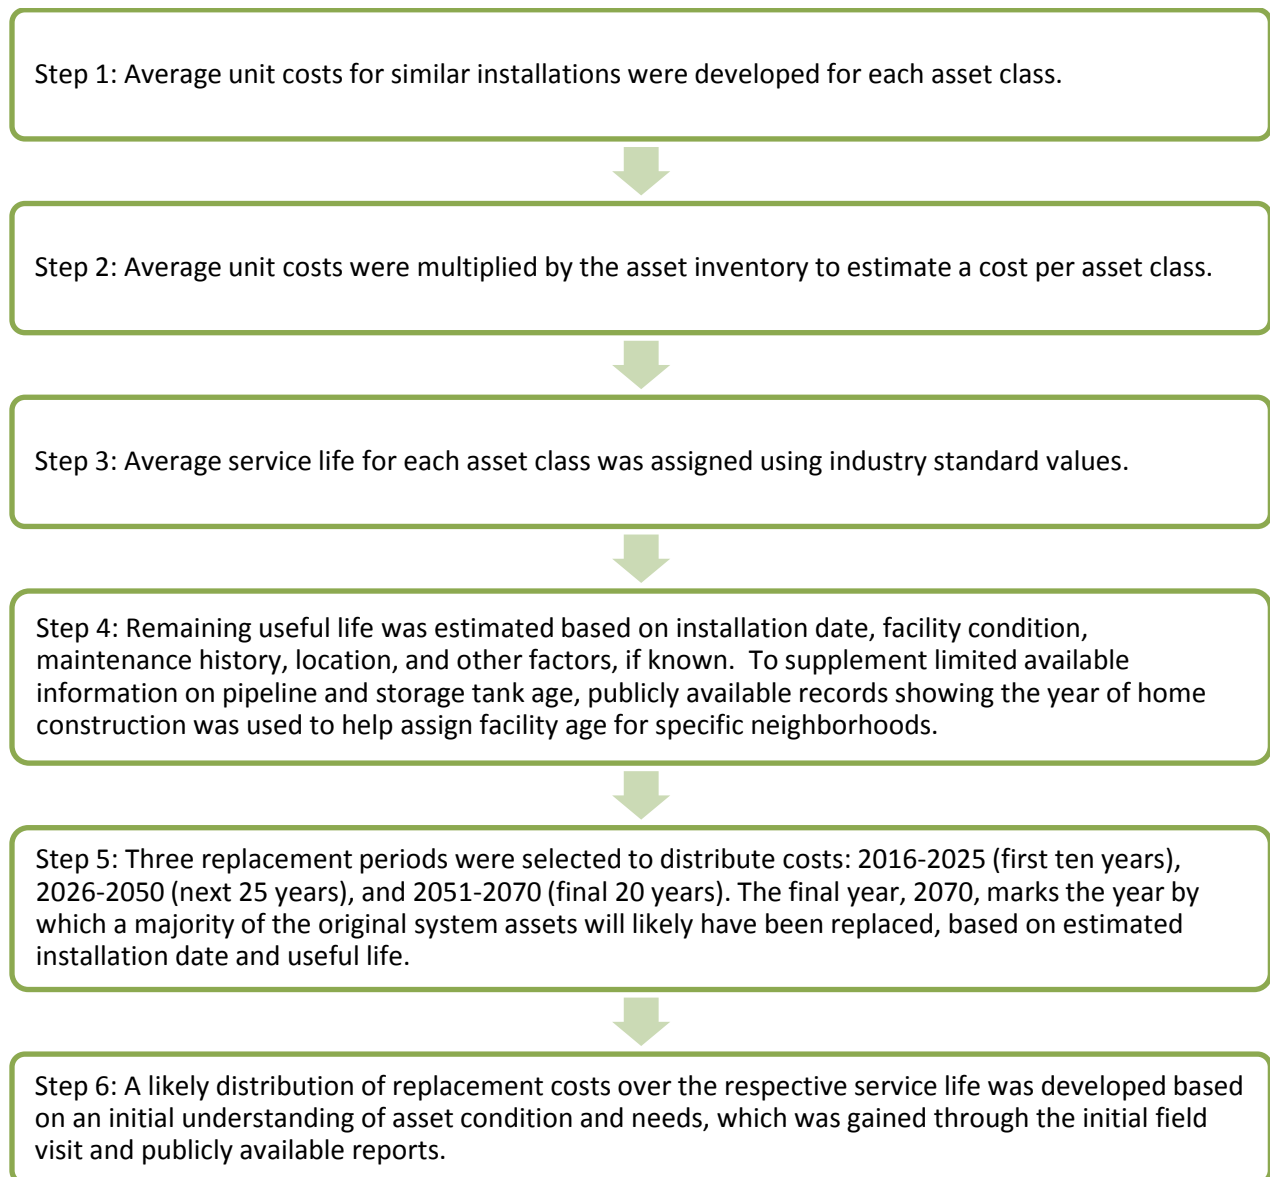 Step 1: Average unit costs for similar installations were developed for each asset class.
Step 2: Average unit costs were multiplied by the asset inventory to estimate a cost per asset class.
Step 3: Average service life for each asset class was assigned using industry standard values.
Step 4: Remaining useful life was estimated based on installation date, facility condition,
maintenance history, location, and other factors, if known.  To supplement limited available
information on pipeline and storage tank age, publicly available records showing the year of home
construction was used to help assign facility age for specific neighborhoods.
Step 5: Three replacement periods were selected to distribute costs: 2016-2025 (first ten years),
2026-2050 (next 25 years), and 2051-2070 (final 20 years). The final year, 2070, marks the year by
which a majority of the original system assets will likely have been replaced, based on estimated
installation date and useful life.
Step 6: A likely distribution of replacement costs over the respective service life was developed based
on an initial understanding of asset condition and needs, which was gained through the initial field
visit and publicly available reports.